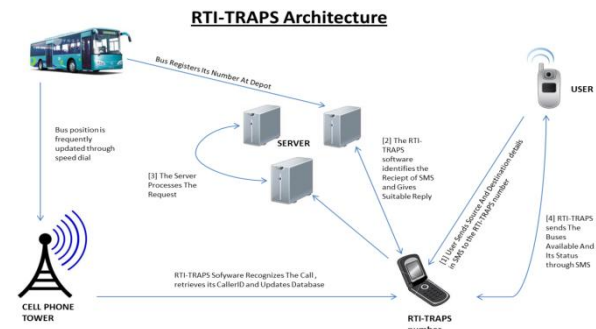 RTI-TRAPS Architecture
Bus Registers Its Number At Depot
USER
Bus position is
frequently
updated through
speed dial
SERVER
[2] The RTI-
TRAPS
software
identifies the
Reciept of SMS
and Gives
Suitable Reply
[3] The Server
Processes The
Request
[1] User Sends Source And Destination details
in SMS to the RTI-TRAPS number
[4] RTI-TRAPS
sends The
Buses
Available And
Its Status
through SMS
RTI-TRAPS Sofyware Recognizes The Call ,
retrieves its CallerID and Updates Database
CELL PHONE
TOWER
RTI-TRAPS
number